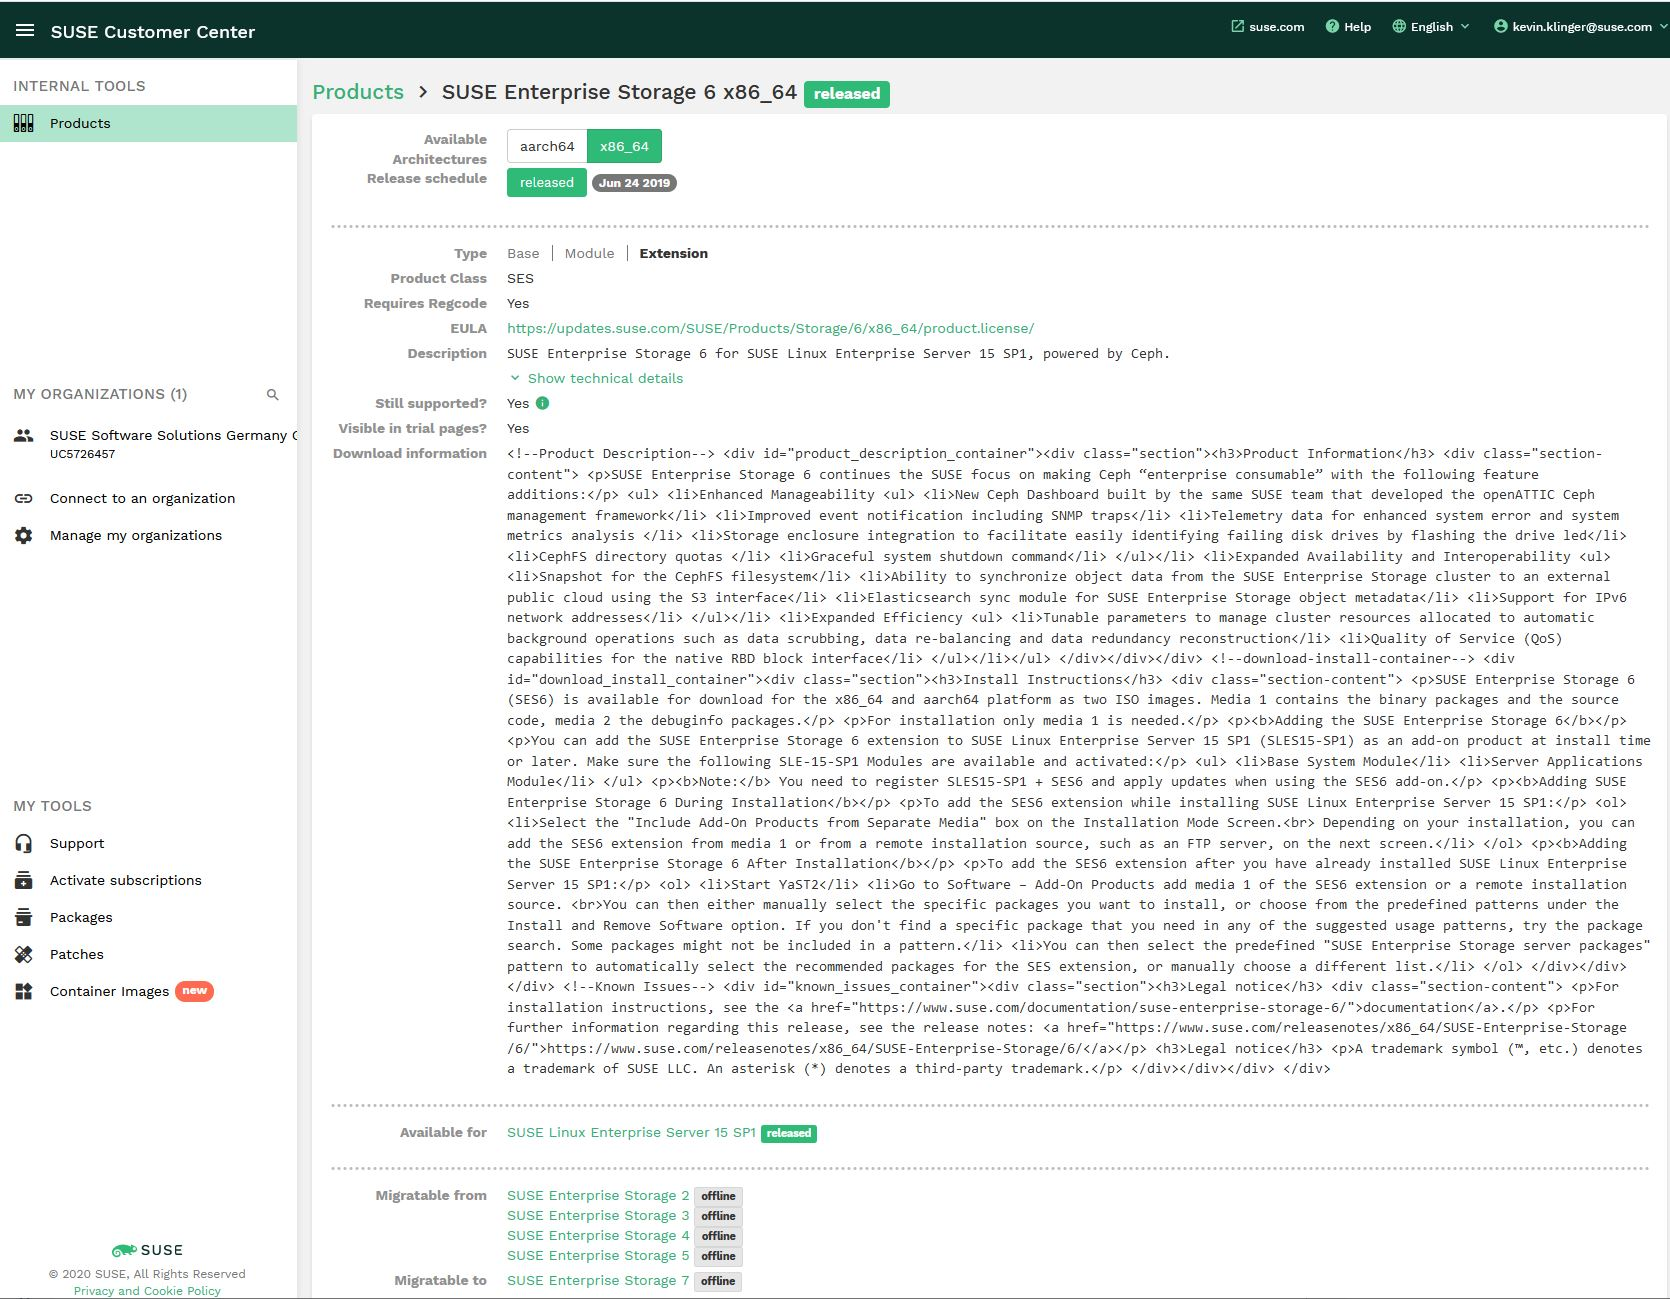 SUSE Customer Center
suse.com Help English kevin.klinger@suse.com
INTERNAL TOOLS
Products
MY ORGANIZATIONS (1)
SUSE Software Solutions Germany G
UC5726457
Connect to an organization
Manage my organizations
MY TOOLS
Support
Activate subscriptions
Packages
Patches
Container Images new
SUSE
© 2020 SUSE, All Rights Reserved
Privacy and Cookie Policy
Products > SUSE Enterprise Storage 6 x86_64 released
Available
Architectures
aarch64 x86_64
Release schedule released Jun 24 2019
Type Base | Module | Extension
Product Class SES
Requires Regcode Yes
EULA https://updates.suse.com/SUSE/Products/Storage/6/x86_64/product.license/
Description SUSE Enterprise Storage 6 for SUSE Linux Enterprise Server 15 SP1, powered by Ceph.
Show technical details
Still supported? Yes
Visible in trial pages? Yes
Download information <!--Product Description--> <div id="product_description_container"><div class="section"><h3>Product Information</h3> <div class="section-
content"> <p>SUSE Enterprise Storage 6 continues the SUSE focus on making Ceph “enterprise consumable” with the following feature
additions:</p> <ul> <li>Enhanced Manageability <ul> <li>New Ceph Dashboard built by the same SUSE team that developed the openATTIC Ceph
management framework</li> <li>Improved event notification including SNMP traps</li> <li>Telemetry data for enhanced system error and system
metrics analysis </li> <li>Storage enclosure integration to facilitate easily identifying failing disk drives by flashing the drive led</li>
<li>CephFS directory quotas </li> <li>Graceful system shutdown command</li> </ul></li> <li>Expanded Availability and Interoperability <ul>
<li>Snapshot for the CephFS filesystem</li> <li>Ability to synchronize object data from the SUSE Enterprise Storage cluster to an external
public cloud using the S3 interface</li> <li>Elasticsearch sync module for SUSE Enterprise Storage object metadata</li> <li>Support for IPv6
network addresses</li> </ul></li> <li>Expanded Efficiency <ul> <li>Tunable parameters to manage cluster resources allocated to automatic
background operations such as data scrubbing, data re-balancing and data redundancy reconstruction</li> <li>Quality of Service (QoS)
capabilities for the native RBD block interface</li> </ul></li></ul> </div></div></div> <!--download-install-container--> <div
id="download_install_container"><div class="section"><h3>Install Instructions</h3> <div class="section-content"> <p>SUSE Enterprise Storage 6
(SES6) is available for download for the x86_64 and aarch64 platform as two ISO images. Media 1 contains the binary packages and the source
code, media 2 the debuginfo packages.</p> <p>For installation only media 1 is needed.</p> <p><b>Adding the SUSE Enterprise Storage 6</b></p>
<p>You can add the SUSE Enterprise Storage 6 extension to SUSE Linux Enterprise Server 15 SP1 (SLES15-SP1) as an add-on product at install time
or later. Make sure the following SLE-15-SP1 Modules are available and activated:</p> <ul> <li>Base System Module</li> <li>Server Applications
Module</li> </ul> <p><b>Note:</b> You need to register SLES15-SP1 + SES6 and apply updates when using the SES6 add-on.</p> <p><b>Adding SUSE
Enterprise Storage 6 During Installation</b></p> <p>To add the SES6 extension while installing SUSE Linux Enterprise Server 15 SP1:</p> <ol>
<li>Select the "Include Add-On Products from Separate Media" box on the Installation Mode Screen.<br> Depending on your installation, you can
add the SES6 extension from media 1 or from a remote installation source, such as an FTP server, on the next screen.</li> </ol> <p><b>Adding
the SUSE Enterprise Storage 6 After Installation</b></p> <p>To add the SES6 extension after you have already installed SUSE Linux Enterprise
Server 15 SP1:</p> <ol> <li>Start YaST2</li> <li>Go to Software – Add-On Products add media 1 of the SES6 extension or a remote installation
source. <br>You can then either manually select the specific packages you want to install, or choose from the predefined patterns under the
Install and Remove Software option. If you don't find a specific package that you need in any of the suggested usage patterns, try the package
search. Some packages might not be included in a pattern.</li> <li>You can then select the predefined "SUSE Enterprise Storage server packages"
pattern to automatically select the recommended packages for the SES extension, or manually choose a different list.</li> </ol> </div></div>
</div> <!--Known Issues--> <div id="known_issues_container"><div class="section"><h3>Legal notice</h3> <div class="section-content"> <p>For
installation instructions, see the <a href="https://www.suse.com/documentation/suse-enterprise-storage-6/">documentation</a>.</p> <p>For
further information regarding this release, see the release notes: <a href="https://www.suse.com/releasenotes/x86_64/SUSE-Enterprise-Storage
/6/">https://www.suse.com/releasenotes/x86_64/SUSE-Enterprise-Storage/6/</a></p> <h3>Legal notice</h3> <p>A trademark symbol (™, etc.) denotes
a trademark of SUSE LLC. An asterisk (*) denotes a third-party trademark.</p> </div></div></div> </div>
Available for SUSE Linux Enterprise Server 15 SP1 released
Migratable from SUSE Enterprise Storage 2 offline
SUSE Enterprise Storage 3 offline
SUSE Enterprise Storage 4 offline
SUSE Enterprise Storage 5 offline
Migratable to SUSE Enterprise Storage 7 offline